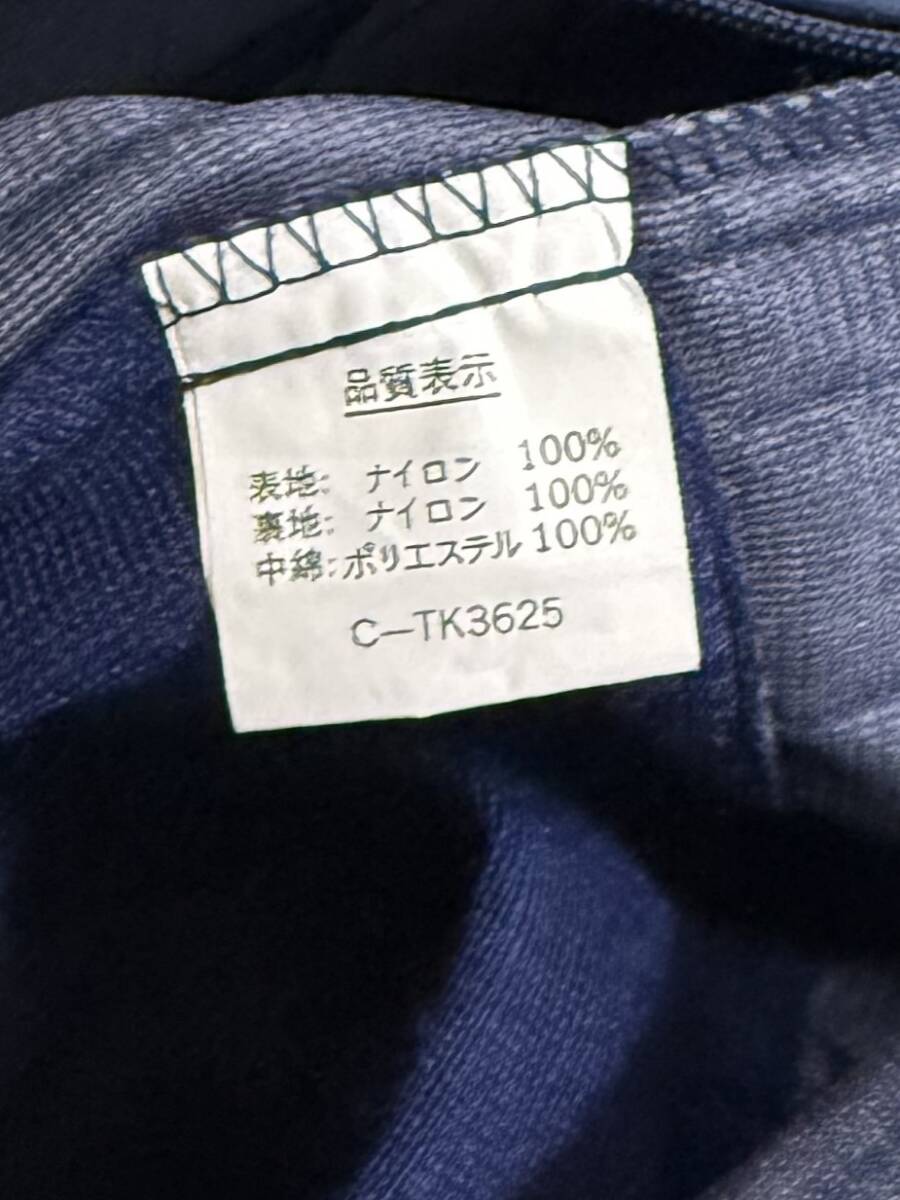 品質表示
表地: ナイロン 100%
裏地: ナイロン 100%
中綿:ポリエステル 100%
C-TK3625